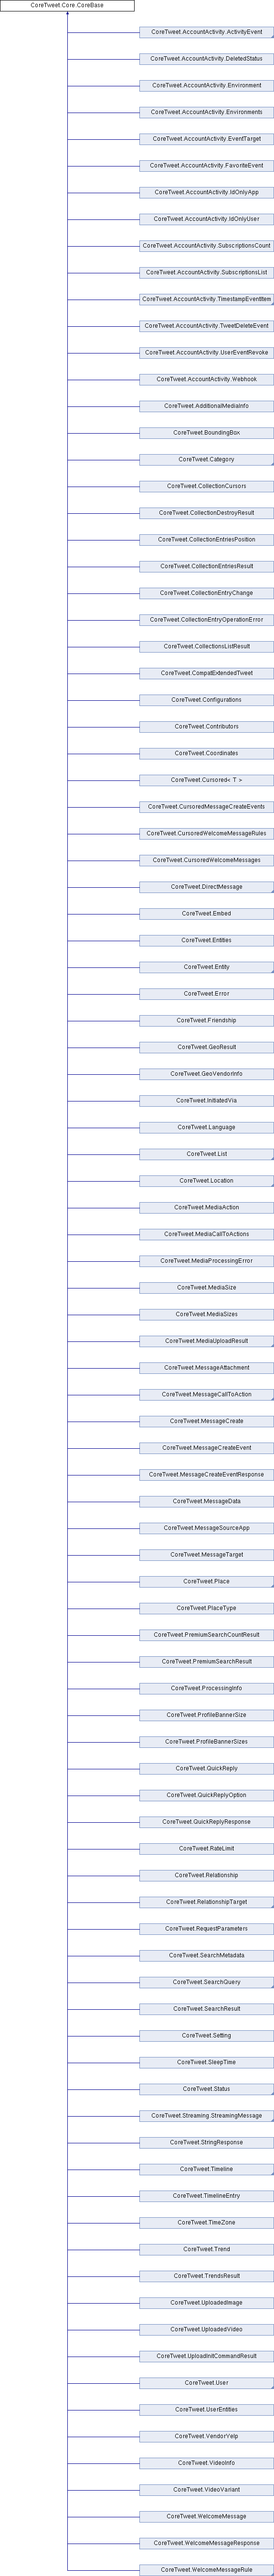 CoreTweet.Core.CoreBase
CoreTweet.AccountActivity.ActivityEvent
CoreTweet.AccountActivity.DeletedStatus
CoreTweet.AccountActivity.Environment
CoreTweet.AccountActivity.Environments
CoreTweet.AccountActivity.EventTarget
CoreTweet.AccountActivity.FavoriteEvent
CoreTweet.AccountActivity.IdOnlyApp
CoreTweet.AccountActivity.IdOnlyUser
CoreTweet.AccountActivity.SubscriptionsCount
CoreTweet.AccountActivity.SubscriptionsList
CoreTweet.AccountActivity.TimestampEventItem
CoreTweet.AccountActivity.TweetDeleteEvent
CoreTweet.AccountActivity.UserEventRevoke
CoreTweet.AccountActivity.Webhook
CoreTweet.AdditionalMediaInfo
CoreTweet.BoundingBox
CoreTweet.Category
CoreTweet.CollectionCursors
CoreTweet.CollectionDestroyResult
CoreTweet.CollectionEntriesPosition
CoreTweet.CollectionEntriesResult
CoreTweet.CollectionEntryChange
CoreTweet.CollectionEntryOperationError
CoreTweet.CollectionsListResult
CoreTweet.CompatExtendedTweet
CoreTweet.Configurations
CoreTweet.Contributors
CoreTweet.Coordinates
CoreTweet.Cursored< T >
CoreTweet.CursoredMessageCreateEvents
CoreTweet.CursoredWelcomeMessageRules
CoreTweet.CursoredWelcomeMessages
CoreTweet.DirectMessage
CoreTweet.Embed
CoreTweet.Entities
CoreTweet.Entity
CoreTweet.Error
CoreTweet.Friendship
CoreTweet.GeoResult
CoreTweet.GeoVendorInfo
CoreTweet.InitiatedVia
CoreTweet.Language
CoreTweet.List
CoreTweet.Location
CoreTweet.MediaAction
CoreTweet.MediaCallToActions
CoreTweet.MediaProcessingError
CoreTweet.MediaSize
CoreTweet.MediaSizes
CoreTweet.MediaUploadResult
CoreTweet.MessageAttachment
CoreTweet.MessageCallToAction
CoreTweet.MessageCreate
CoreTweet.MessageCreateEvent
CoreTweet.MessageCreateEventResponse
CoreTweet.MessageData
CoreTweet.MessageSourceApp
CoreTweet.MessageTarget
CoreTweet.Place
CoreTweet.PlaceType
CoreTweet.PremiumSearchCountResult
CoreTweet.PremiumSearchResult
CoreTweet.ProcessingInfo
CoreTweet.ProfileBannerSize
CoreTweet.ProfileBannerSizes
CoreTweet.QuickReply
CoreTweet.QuickReplyOption
CoreTweet.QuickReplyResponse
CoreTweet.RateLimit
CoreTweet.Relationship
CoreTweet.RelationshipTarget
CoreTweet.RequestParameters
CoreTweet.SearchMetadata
CoreTweet.SearchQuery
CoreTweet.SearchResult
CoreTweet.Setting
CoreTweet.SleepTime
CoreTweet.Status
CoreTweet.Streaming.StreamingMessage
CoreTweet.StringResponse
CoreTweet.Timeline
CoreTweet.TimelineEntry
CoreTweet.TimeZone
CoreTweet.Trend
CoreTweet.TrendsResult
CoreTweet.UploadedImage
CoreTweet.UploadedVideo
CoreTweet.UploadInitCommandResult
CoreTweet.User
CoreTweet.UserEntities
CoreTweet.VendorYelp
CoreTweet.VideoInfo
CoreTweet.VideoVariant
CoreTweet.WelcomeMessage
CoreTweet.WelcomeMessageResponse
CoreTweet.WelcomeMessageRule